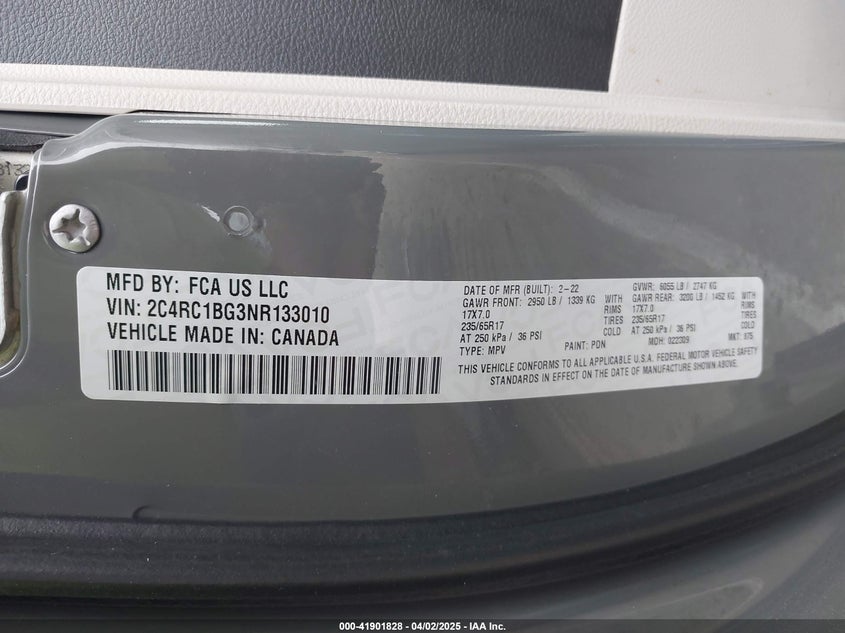 MFD BY: FCA US LLC
VIN: 2C4RC1BG3NR133010
VEHICLE MADE IN: CANADA
DATE OF MFR (BUILT): 2-22
GAWR FRONT: 2950 LB / 1339 KG WITH
17X7.0 RIMS
235/65R17 TIRES
AT 250 kPa / 36 PSI COLD
TYPE: MPV PAINT: PDN
GVWR: 6055 LB / 2747 KG
GAWR REAR: 3200 LB / 1452 KG WITH
17X7.0 RIMS
235/65R17 TIRES
AT 250 kPa / 36 PSI COLD
MDH: 022309 MKT: 975
THIS VEHICLE CONFORMS TO ALL APPLICABLE U.S.A. FEDERAL MOTOR VEHICLE SAFETY
STANDARDS IN EFFECT ON THE DATE OF MANUFACTURE SHOWN ABOVE.
000-41901828 - 04/02/2025 - IAA Inc.